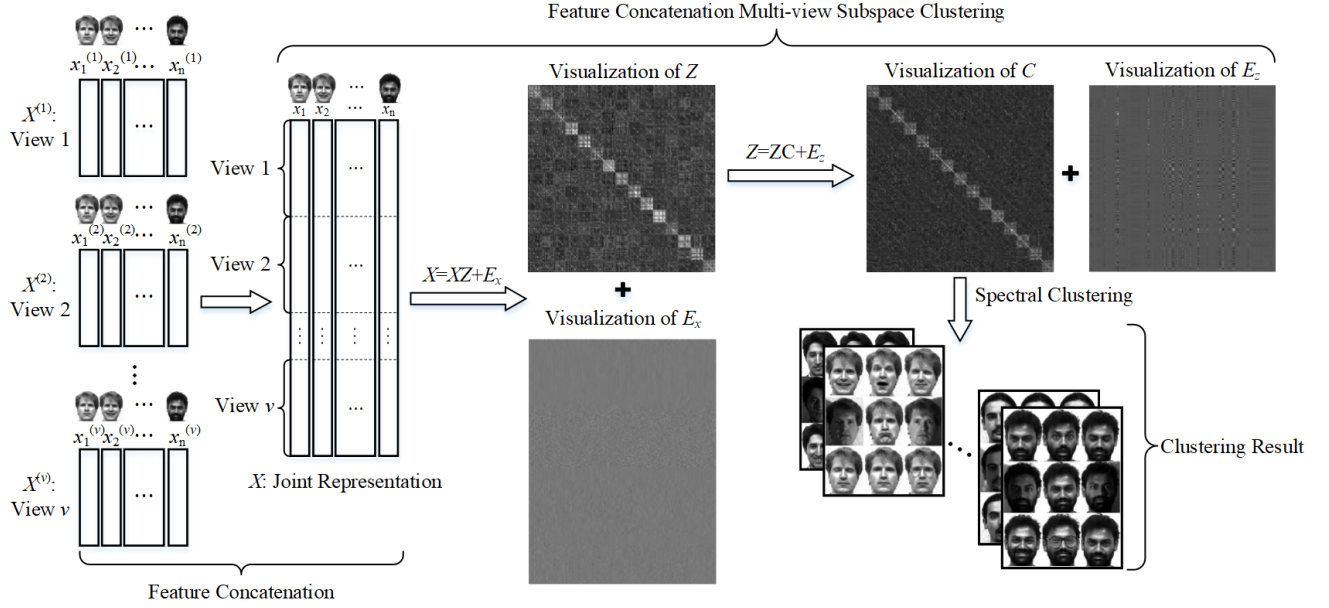 Feature Concatenation Multi-view Subspace Clustering
x₁⁽¹⁾ x₂⁽¹⁾ ... xₙ⁽¹⁾
X⁽¹⁾:
View 1
...
x₁⁽²⁾ x₂⁽²⁾ ... xₙ⁽²⁾
X⁽²⁾:
View 2
...
x₁⁽ᵛ⁾ x₂⁽ᵛ⁾ ... xₙ⁽ᵛ⁾
X⁽ᵛ⁾:
View v
...
Feature Concatenation
x₁ x₂ ... xₙ
View 1
View 2
View v
X: Joint Representation
X=XZ+Eₓ
Visualization of Z
+
Visualization of Eₓ
Z=ZC+E_z
Visualization of C
+
Visualization of E_z
Spectral Clustering
Clustering Result